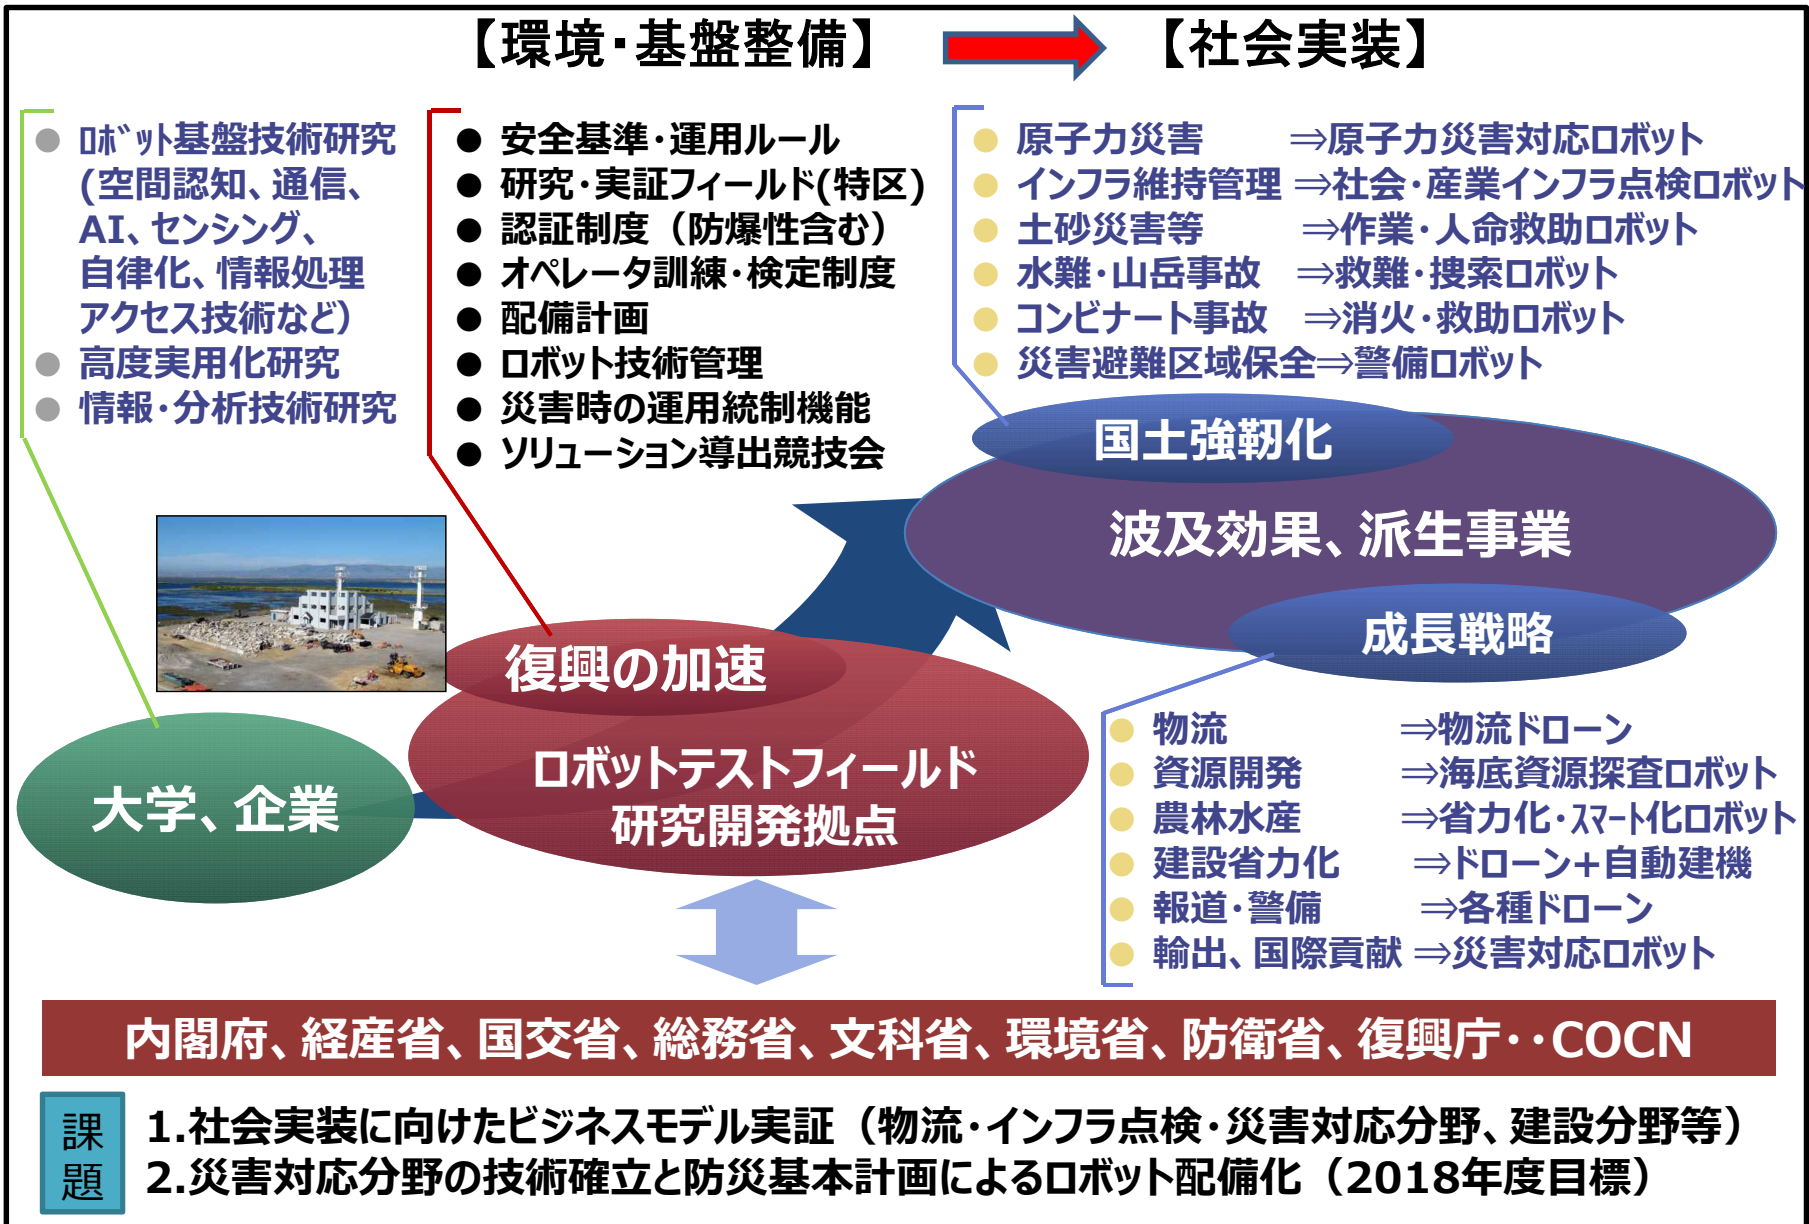 【環境・基盤整備】
【社会実装】
● ロボット基盤技術研究
(空間認知、通信、
AI、センシング、
自律化、情報処理
アクセス技術など）
● 高度実用化研究
● 情報・分析技術研究
● 安全基準・運用ルール
● 研究・実証フィールド(特区)
● 認証制度（防爆性含む）
● オペレータ訓練・検定制度
● 配備計画
● ロボット技術管理
● 災害時の運用統制機能
● ソリューション導出競技会
● 原子力災害 ⇒原子力災害対応ロボット
● インフラ維持管理 ⇒社会・産業インフラ点検ロボット
● 土砂災害等 ⇒作業・人命救助ロボット
● 水難・山岳事故 ⇒救難・捜索ロボット
● コンビナート事故 ⇒消火・救助ロボット
● 災害避難区域保全⇒警備ロボット
国土強靭化
波及効果、派生事業
成長戦略
復興の加速
ロボットテストフィールド
研究開発拠点
大学、企業
● 物流 ⇒物流ドローン
● 資源開発 ⇒海底資源探査ロボット
● 農林水産 ⇒省力化・スマート化ロボット
● 建設省力化 ⇒ドローン+自動建機
● 報道・警備 ⇒各種ドローン
● 輸出、国際貢献 ⇒災害対応ロボット
内閣府、経産省、国交省、総務省、文科省、環境省、防衛省、復興庁・・COCN
課
題
1.社会実装に向けたビジネスモデル実証（物流・インフラ点検・災害対応分野、建設分野等）
2.災害対応分野の技術確立と防災基本計画によるロボット配備化（2018年度目標）